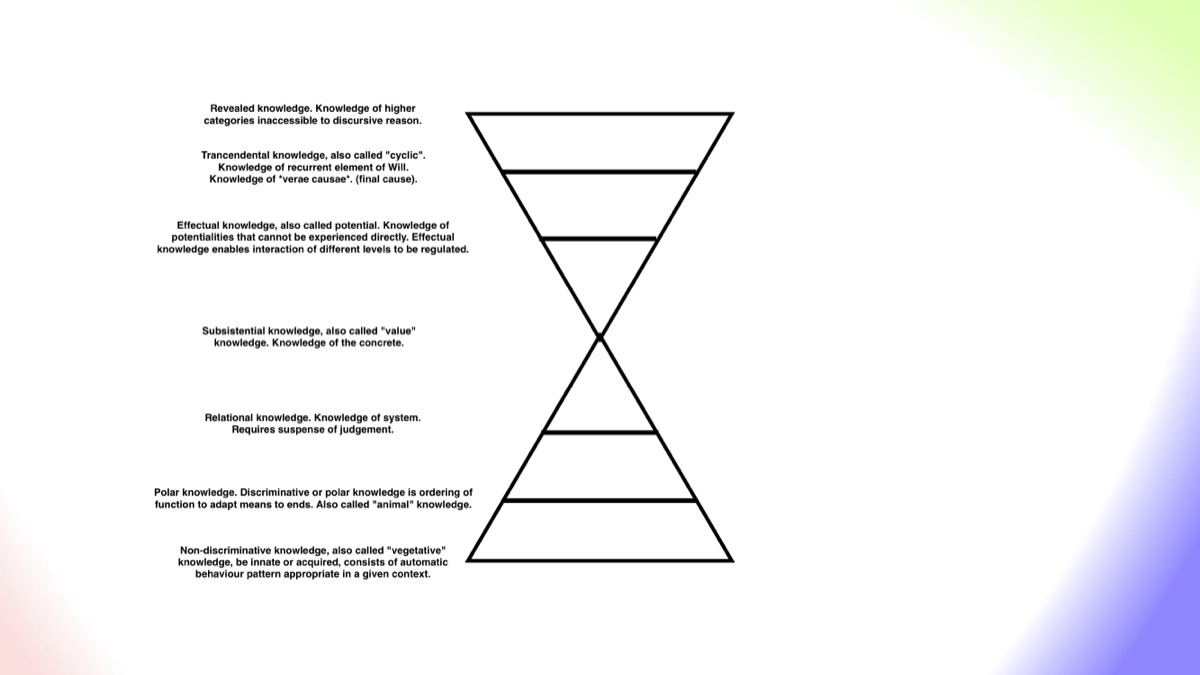 Revealed knowledge. Knowledge of higher
categories inaccessible to discursive reason.
Trancendental knowledge, also called "cyclic".
Knowledge of recurrent element of Will.
Knowledge of *verae causae*. (final cause).
Effectual knowledge, also called potential. Knowledge of
potentialities that cannot be experienced directly. Effectual
knowledge enables interaction of different levels to be regulated.
Subsistential knowledge, also called "value"
knowledge. Knowledge of the concrete.
Relational knowledge. Knowledge of system.
Requires suspense of judgement.
Polar knowledge. Discriminative or polar knowledge is ordering of
function to adapt means to ends. Also called "animal" knowledge.
Non-discriminative knowledge, also called "vegetative"
knowledge, be innate or acquired, consists of automatic
behaviour pattern appropriate in a given context.